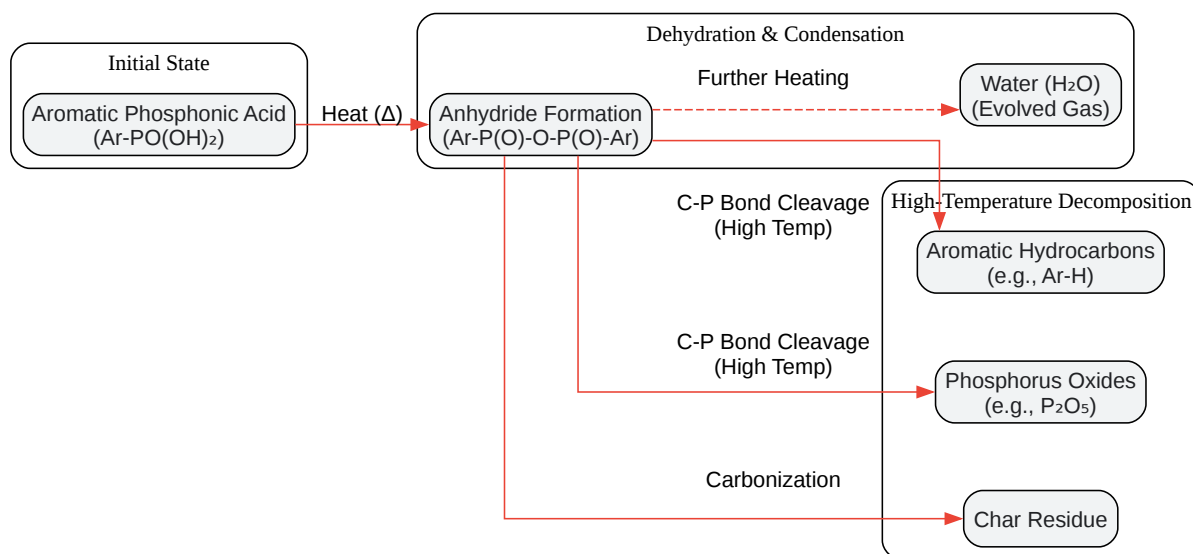 Dehydration & Condensation
Initial State
Further Heating
Water (H₂O)
(Evolved Gas)
Aromatic Phosphonic Acid
(Ar-PO(OH)₂)
Heat (Δ)
Anhydride Formation
(Ar-P(O)-O-P(O)-Ar)
C-P Bond Cleavage
(High Temp)
High-Temperature Decomposition
Aromatic Hydrocarbons
(e.g., Ar-H)
C-P Bond Cleavage
(High Temp)
Phosphorus Oxides
(e.g., P₂O₅)
Carbonization
Char Residue